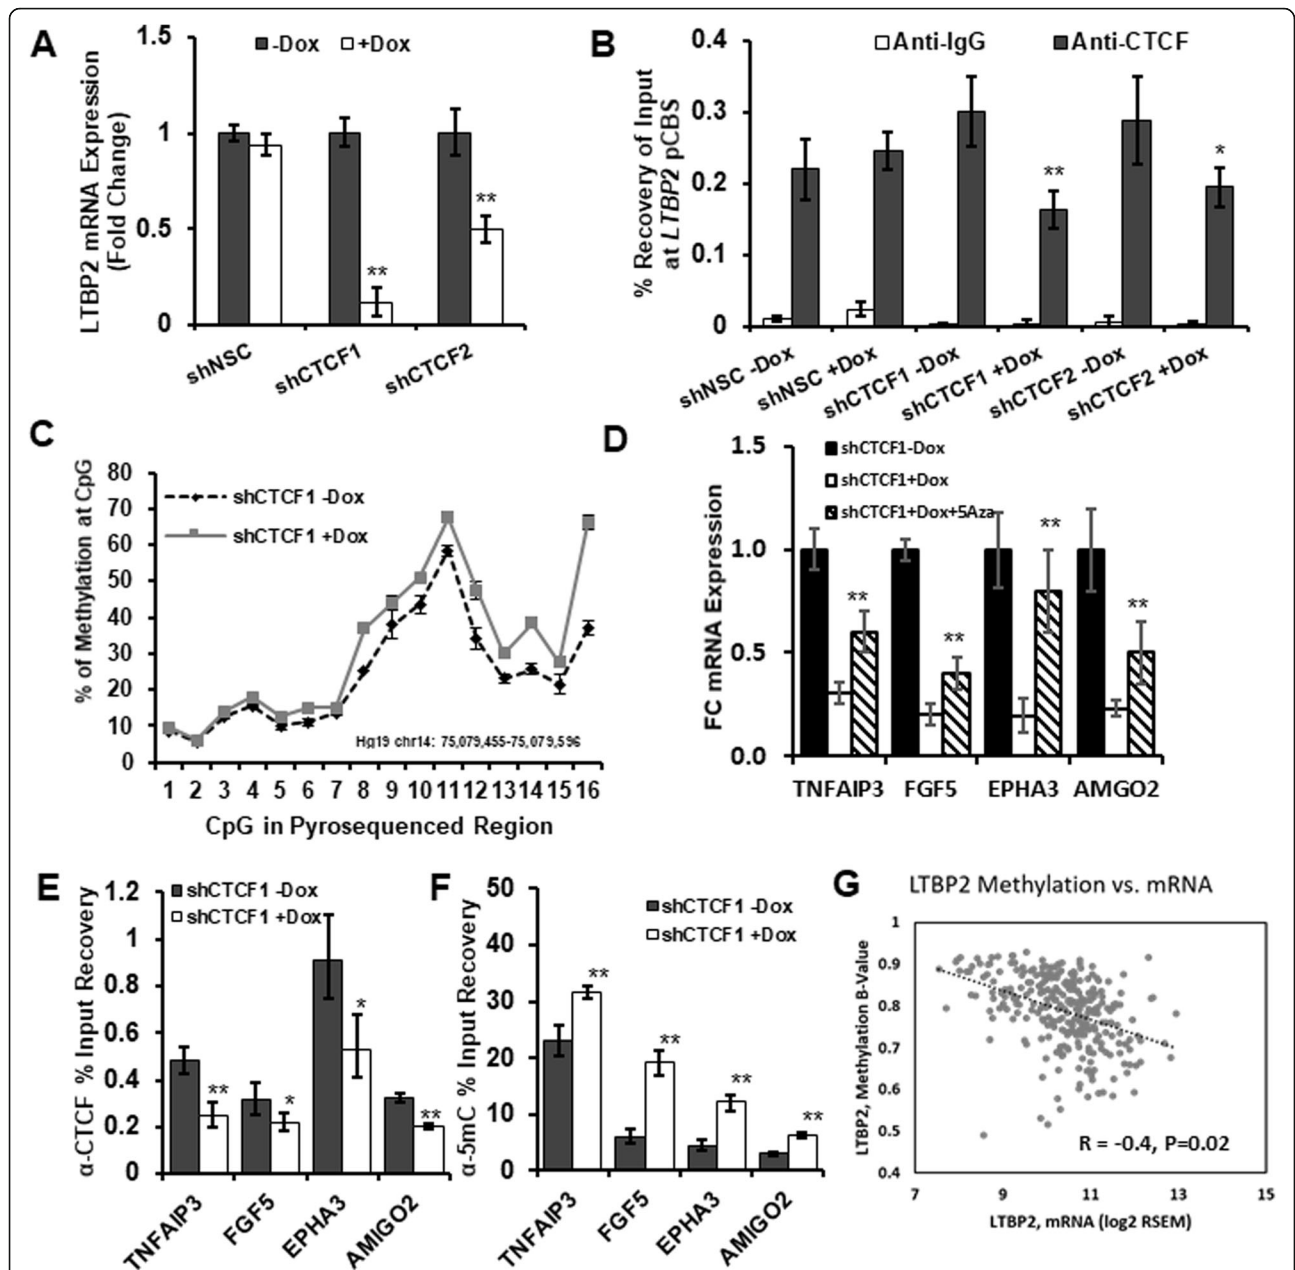 A
LTBP2 mRNA Expression
(Fold Change)
1.5
1
0.5
0
-Dox
+Dox
**
**
shNSC
shCTCF1
shCTCF2
B
% Recovery of Input
at LTBP2 pCBS
0.4
0.3
0.2
0.1
0
Anti-IgG
Anti-CTCF
**
*
shNSC -Dox
shNSC +Dox
shCTCF1 -Dox
shCTCF1 +Dox
shCTCF2 -Dox
shCTCF2 +Dox
C
% of Methylation at CpG
80
70
60
50
40
30
20
10
0
shCTCF1 -Dox
shCTCF1 +Dox
Hg19 chr14: 75,079,455-75,079,596
1 2 3 4 5 6 7 8 9 10 11 12 13 14 15 16
CpG in Pyrosequenced Region
D
FC mRNA Expression
1.5
1.0
0.5
0.0
shCTCF1-Dox
shCTCF1+Dox
shCTCF1+Dox+5Aza
**
**
**
**
TNFAIP3 FGF5 EPHA3 AMGO2
E
α-CTCF % Input Recovery
1.2
1
0.8
0.6
0.4
0.2
0
shCTCF1 -Dox
shCTCF1 +Dox
**
*
*
**
TNFAIP3
FGF5
EPHA3
AMIGO2
F
α-5mC % Input Recovery
50
40
30
20
10
0
shCTCF1 -Dox
shCTCF1 +Dox
**
**
**
**
TNFAIP3
FGF5
EPHA3
AMIGO2
G
LTBP2 Methylation vs. mRNA
LTBP2, Methylation B-Value
1
0.9
0.8
0.7
0.6
0.5
0.4
R = -0.4, P=0.02
7 9 11 13 15
LTBP2, mRNA (log2 RSEM)